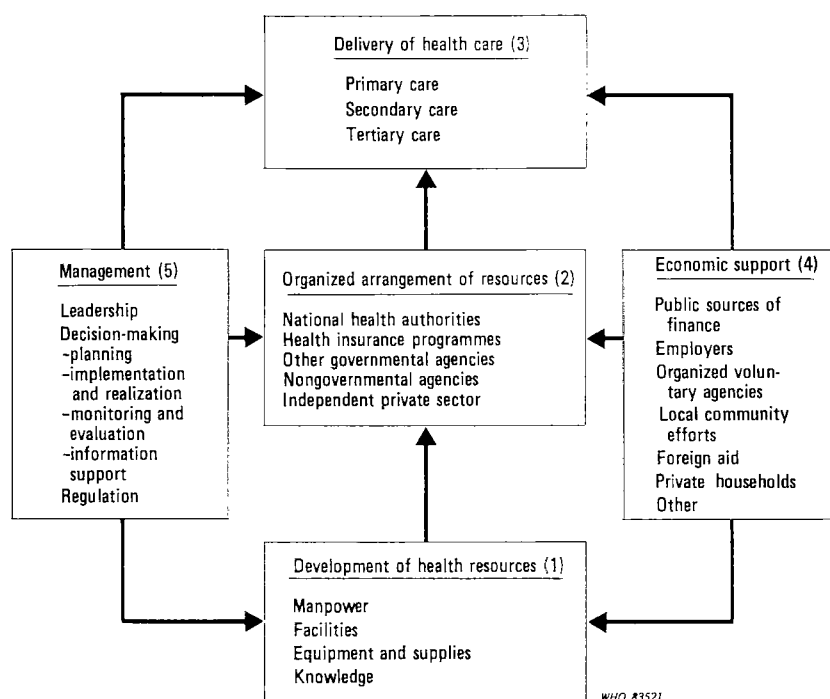 Delivery of health care (3)
Primary care
Secondary care
Tertiary care
Management (5)
Leadership
Decision-making
-planning
-implementation
and realization
-monitoring and
evaluation
-information
support
Regulation
Organized arrangement of resources (2)
National health authorities
Health insurance programmes
Other governmental agencies
Nongovernmental agencies
Independent private sector
Economic support (4)
Public sources of
finance
Employers
Organized volun-
tary agencies
Local community
efforts
Foreign aid
Private households
Other
Development of health resources (1)
Manpower
Facilities
Equipment and supplies
Knowledge
WHO 83521